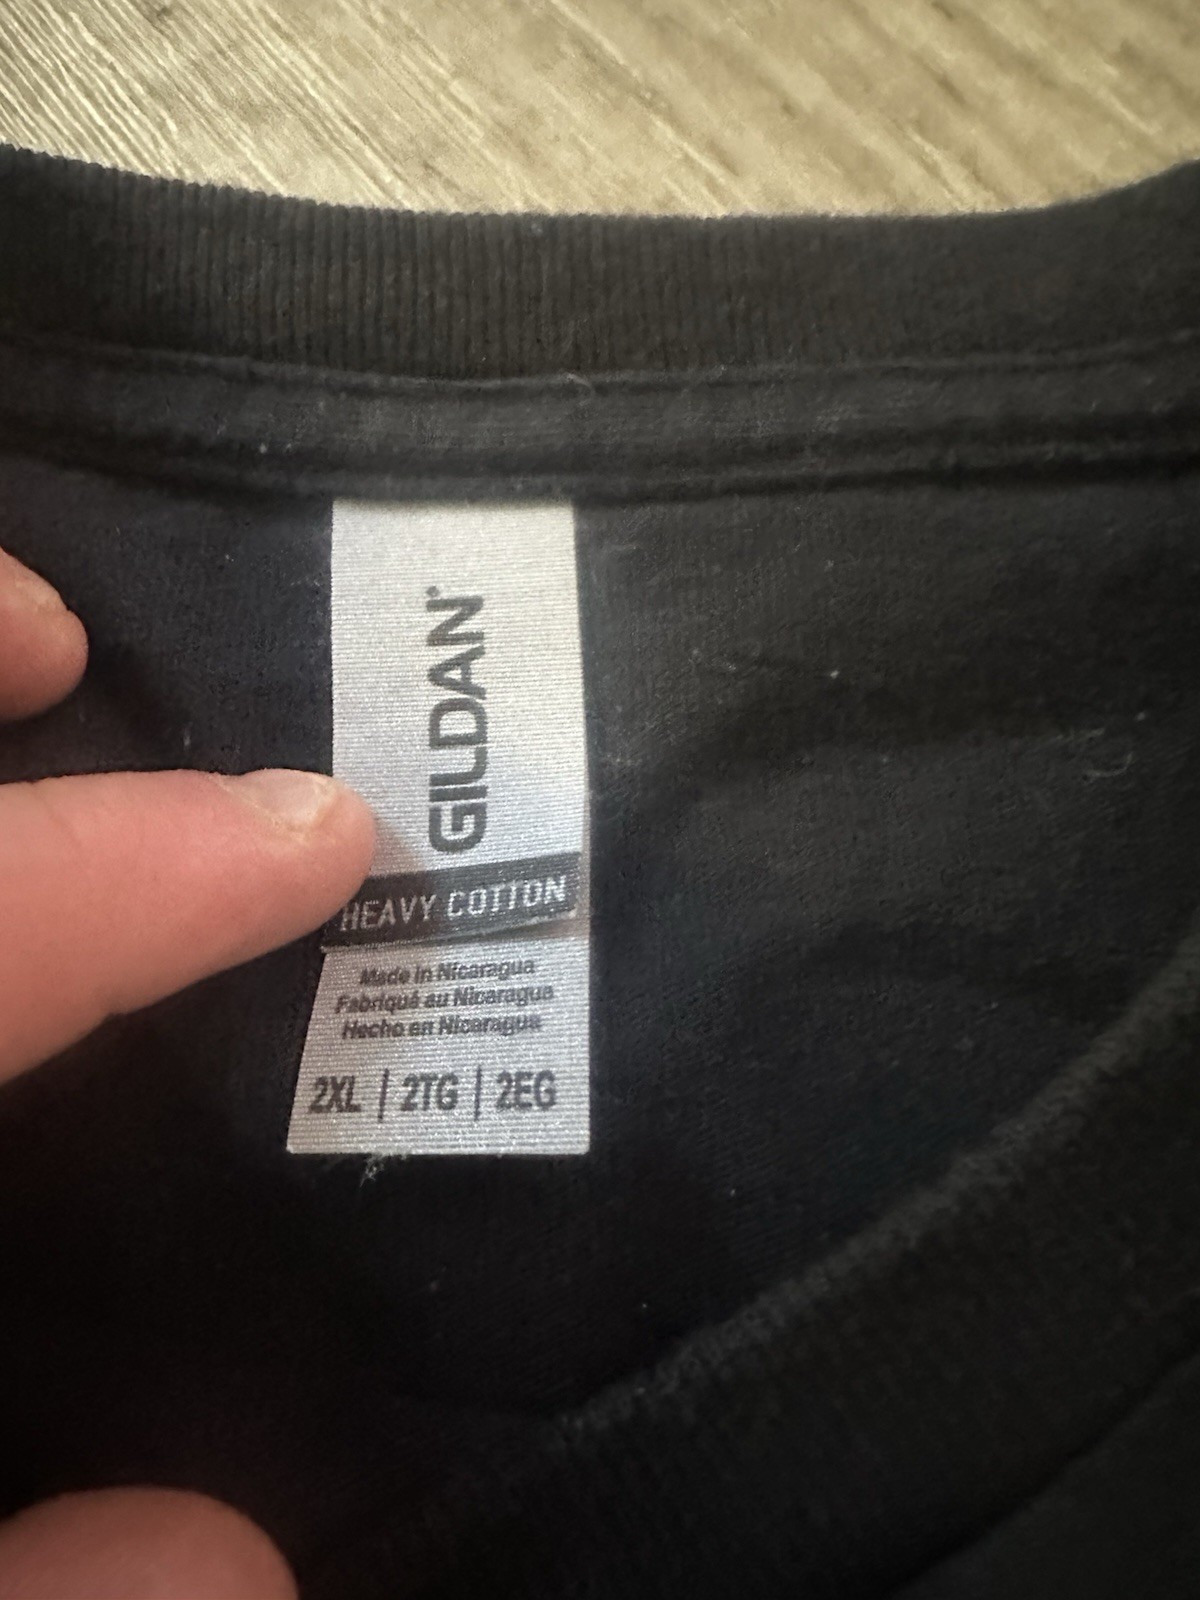 GILDAN®
HEAVY COTTON
Made in Nicaragua
Fabriqué au Nicaragua
Hecho en Nicaragua
2XL | 2TG | 2EG